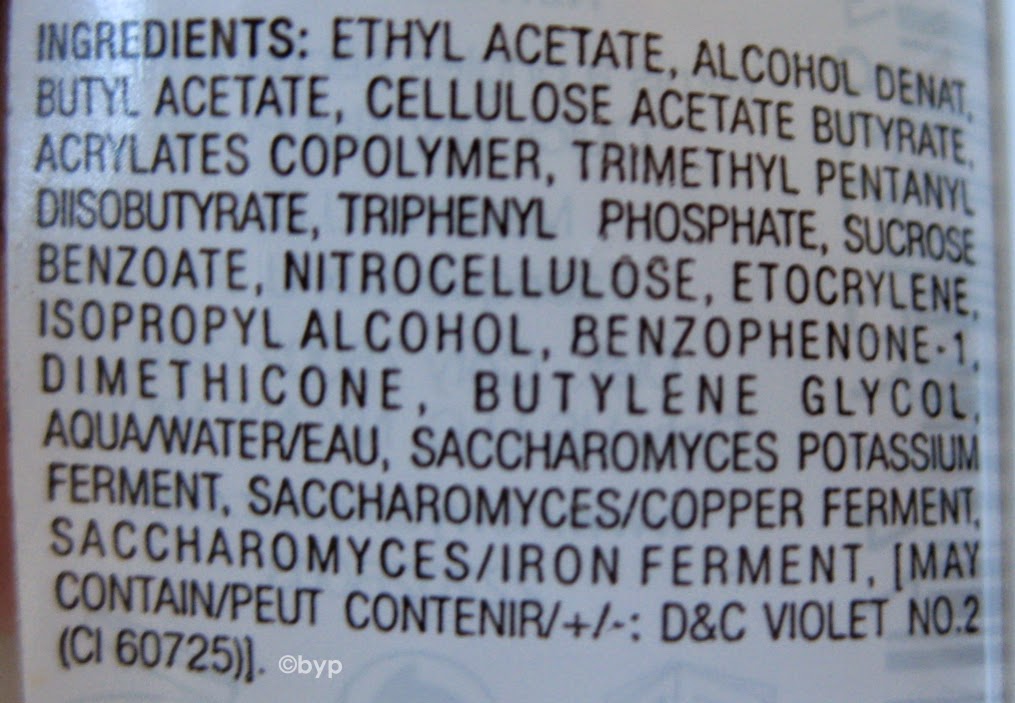 INGREDIENTS: ETHYL ACETATE, ALCOHOL DENAT,
BUTYL ACETATE, CELLULOSE ACETATE BUTYRATE,
ACRYLATES COPOLYMER, TRIMETHYL PENTANYL
DIISOBUTYRATE, TRIPHENYL PHOSPHATE, SUCROSE
BENZOATE, NITROCELLULOSE, ETOCRYLENE,
ISOPROPYL ALCOHOL, BENZOPHENONE-1,
DIMETHICONE, BUTYLENE GLYCOL,
AQUA/WATER/EAU, SACCHAROMYCES POTASSIUM
FERMENT, SACCHAROMYCES/COPPER FERMENT,
SACCHAROMYCES/IRON FERMENT, [MAY
CONTAIN/PEUT CONTENIR/+/-: D&C VIOLET NO.2
(CI 60725)].
©byp